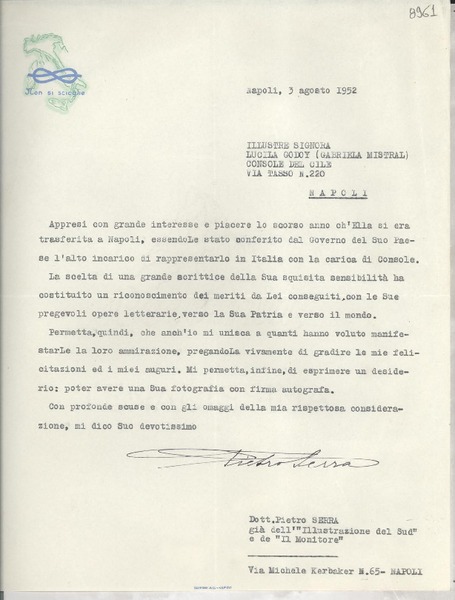 8961
NON SI SCIOGLIE
Napoli, 3 agosto 1952
ILLUSTRE SIGNORA
LUCILA GODOY (GABRIELA MISTRAL)
CONSOLE DEL CILE
VIA TASSO N.220
NAPOLI
Appresi con grande interesse e piacere lo scorso anno ch'Ella si era
trasferita a Napoli, essendoLe stato conferito dal Governo del Suo Pae-
se l'alto incarico di rappresentarlo in Italia con la carica di Console.
La scelta di una grande scrittice della Sua squisita sensibilità ha
costituito un riconoscimento dei meriti da Lei conseguiti, con le Sue
pregevoli opere letterarie, verso la Sua Patria e verso il mondo.
Permetta, quindi, che anch'io mi unisca a quanti hanno voluto manife-
starLe la loro ammirazione, pregandoLa vivamente di gradire le mie feli-
citazioni ed i miei auguri. Mi permetta, infine, di esprimere un deside-
rio: poter avere una Sua fotografia con firma autografa.
Con profonde scuse e con gli omaggi della mia rispettosa considera-
zione, mi dico Suo devotissimo
Pietro Serra
Dott. Pietro SERRA
già dell'"Illustrazione del Sud"
e de "Il Monitore"
Via Michele Kerbaker N.65- NAPOLI